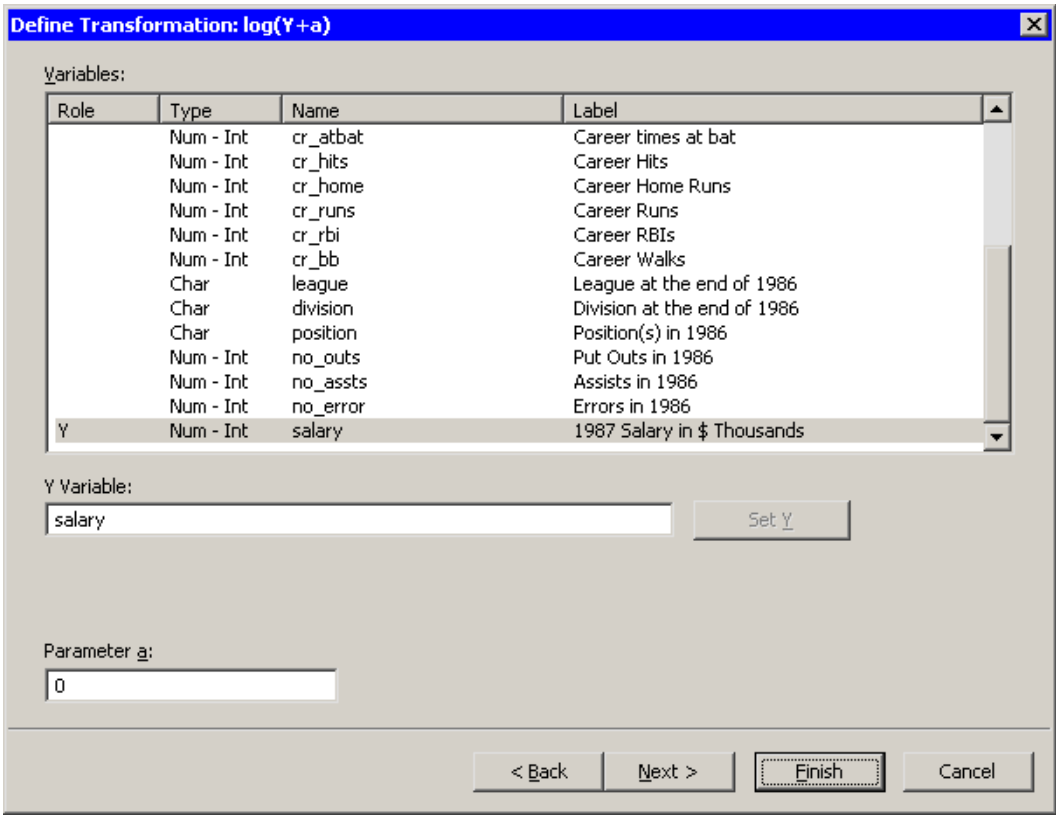 Define Transformation: log(Y+a)
Variables:
Role Type Name Label
Num - Int cr_atbat Career times at bat
Num - Int cr_hits Career Hits
Num - Int cr_home Career Home Runs
Num - Int cr_runs Career Runs
Num - Int cr_rbi Career RBIs
Num - Int cr_bb Career Walks
Char league League at the end of 1986
Char division Division at the end of 1986
Char position Position(s) in 1986
Num - Int no_outs Put Outs in 1986
Num - Int no_assts Assists in 1986
Num - Int no_error Errors in 1986
Y Num - Int salary 1987 Salary in $ Thousands
Y Variable:
salary Set Y
Parameter a:
0
< Back Next > Finish Cancel